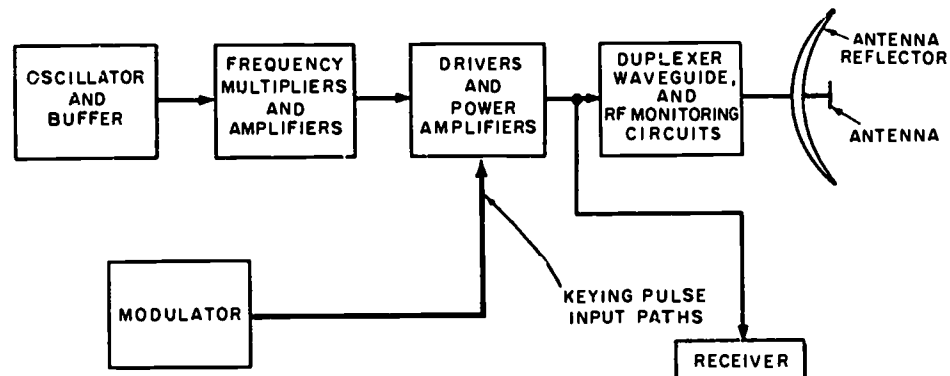 OSCILLATOR
AND
BUFFER
FREQUENCY
MULTIPLIERS
AND
AMPLIFIERS
DRIVERS
AND
POWER
AMPLIFIERS
DUPLEXER
WAVEGUIDE,
AND
RF MONITORING
CIRCUITS
ANTENNA
REFLECTOR
ANTENNA
MODULATOR
KEYING PULSE
INPUT PATHS
RECEIVER